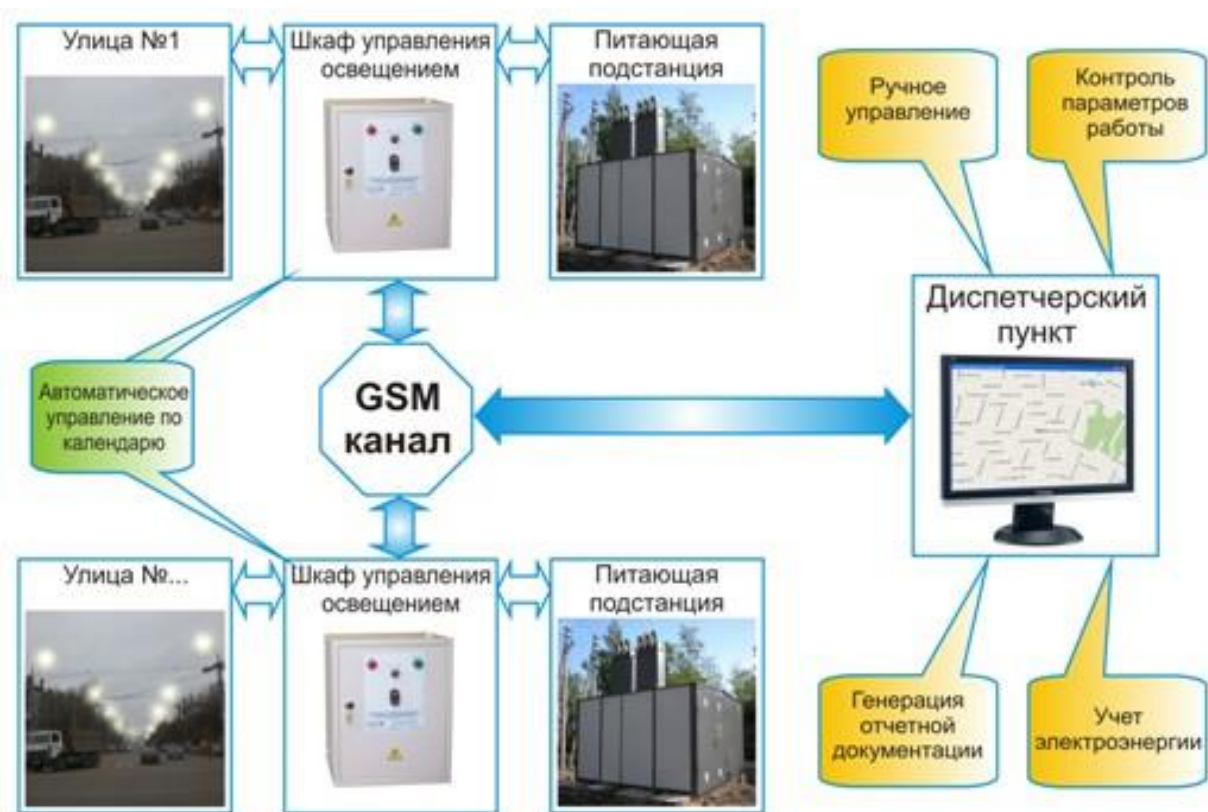 Улица №1
Шкаф управления
освещением
Питающая
подстанция
Ручное
управление
Контроль
параметров
работы
Диспетчерский
пункт
Автоматическое
управление по
календарю
GSM
канал
Улица №...
Шкаф управления
освещением
Питающая
подстанция
Генерация
отчетной
документации
Учет
электроэнергии